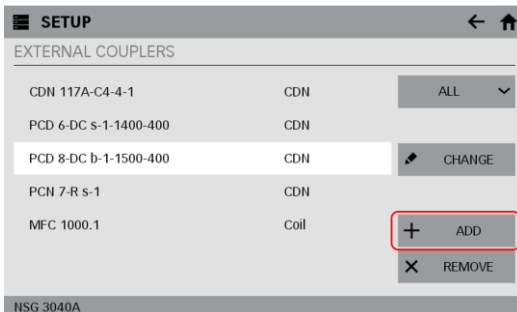 SETUP
EXTERNAL COUPLERS
CDN 117A-C4-4-1 CDN ALL
PCD 6-DC s-1-1400-400 CDN
PCD 8-DC b-1-1500-400 CDN CHANGE
PCN 7-R s-1 CDN
MFC 1000.1 Coil ADD
REMOVE
NSG 3040A